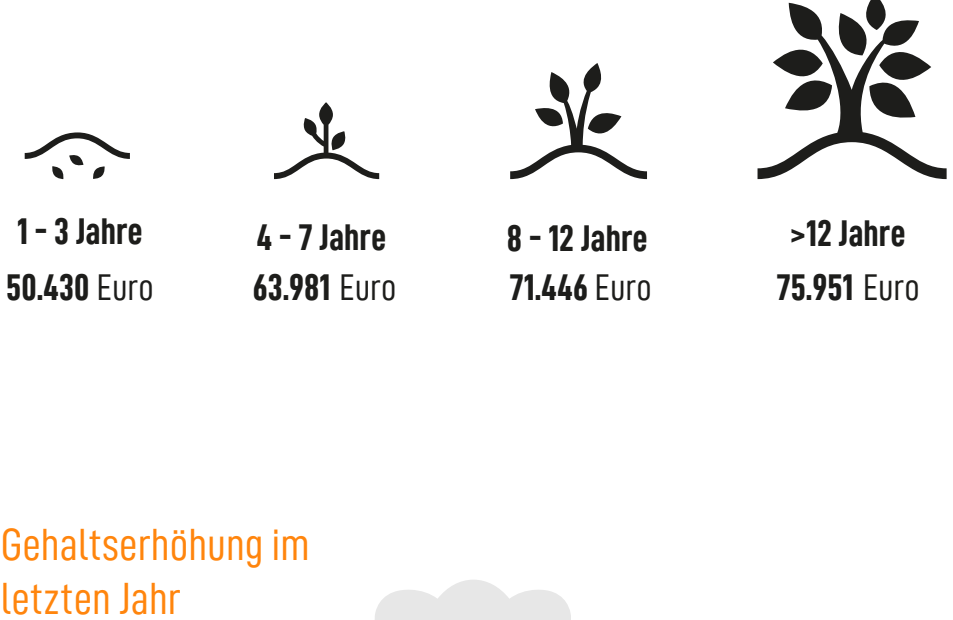 1 – 3 Jahre
50.430 Euro
4 – 7 Jahre
63.981 Euro
8 – 12 Jahre
71.446 Euro
>12 Jahre
75.951 Euro
Gehaltserhöhung im
letzten Jahr